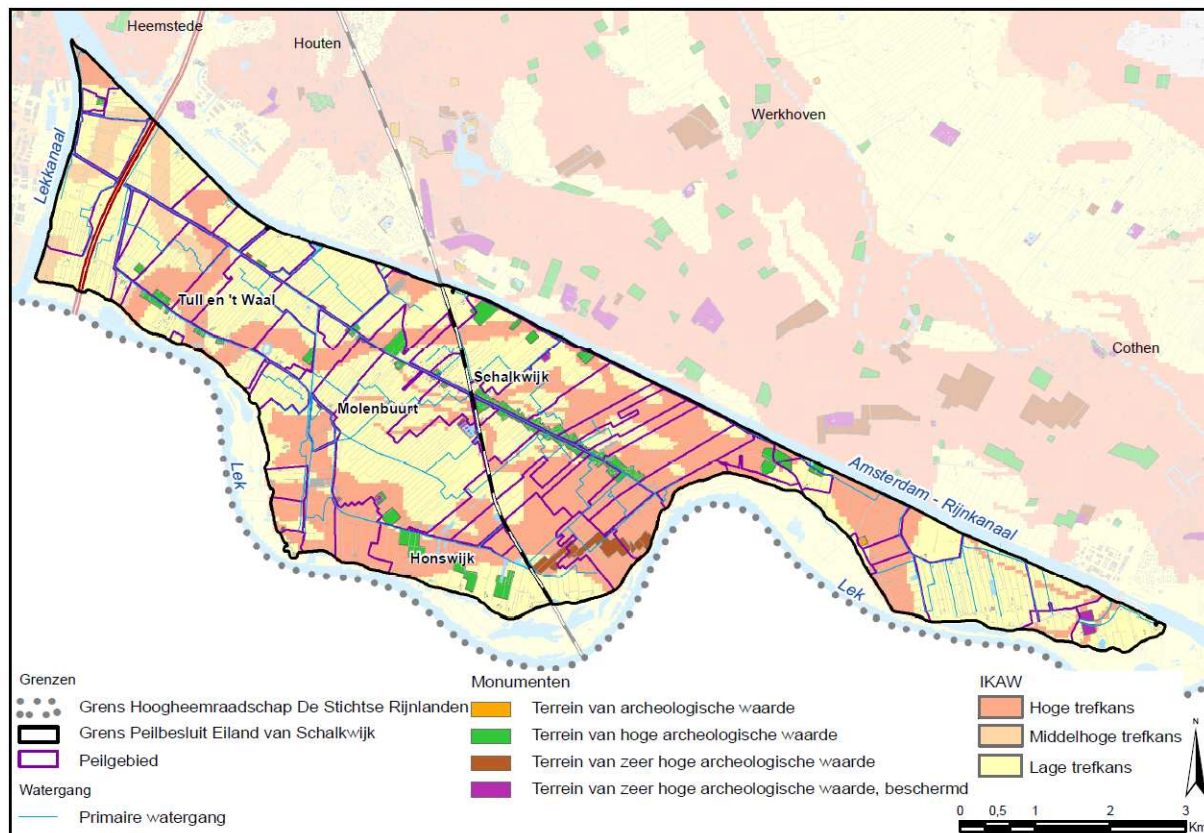 Heemstede
Houten
Werkhoven
Lekkanaal
Tull en 't Waal
Schalkwijk
Molenbuurt
Cothen
Amsterdam - Rijnkanaal
Lek
Honswijk
Lek
Grenzen
Grens Hoogheemraadschap De Stichtse Rijnlanden
Grens Peilbesluit Eiland van Schalkwijk
Peilgebied
Watergang
Primaire watergang
Monumenten
Terrein van archeologische waarde
Terrein van hoge archeologische waarde
Terrein van zeer hoge archeologische waarde
Terrein van zeer hoge archeologische waarde, beschermd
IKAW
Hoge trefkans
Middelhoge trefkans
Lage trefkans
N
0 0,5 1 2 3
Km